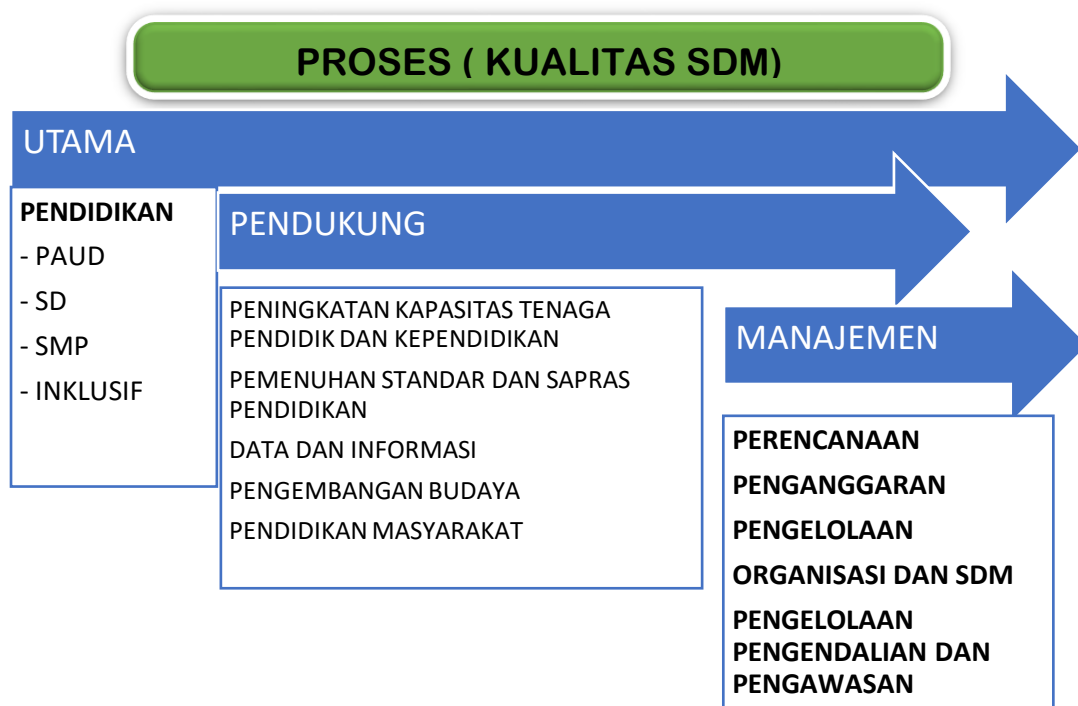 PROSES ( KUALITAS SDM)
UTAMA
PENDIDIKAN
- PAUD
- SD
- SMP
- INKLUSIF
PENDUKUNG
PENINGKATAN KAPASITAS TENAGA
PENDIDIK DAN KEPENDIDIKAN
PEMENUHAN STANDAR DAN SAPRAS
PENDIDIKAN
DATA DAN INFORMASI
PENGEMBANGAN BUDAYA
PENDIDIKAN MASYARAKAT
MANAJEMEN
PERENCANAAN
PENGANGGARAN
PENGELOLAAN
ORGANISASI DAN SDM
PENGELOLAAN
PENGENDALIAN DAN
PENGAWASAN